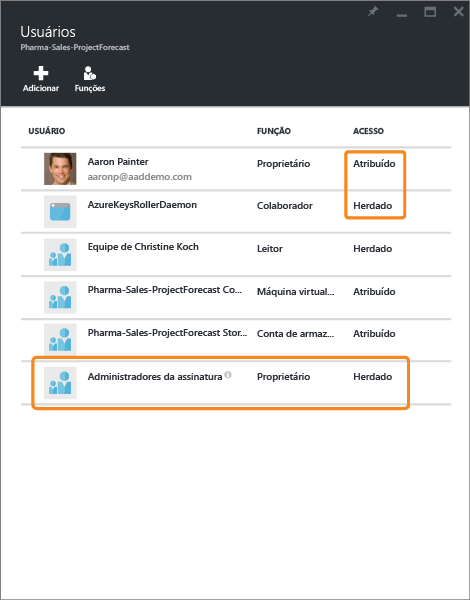 Usuários
Pharma-Sales-ProjectForecast
Adicionar Funções
USUÁRIO FUNÇÃO ACESSO
Aaron Painter Proprietário Atribuído
aaronp@aaddemo.com
AzureKeysRollerDaemon Colaborador Herdado
Equipe de Christine Koch Leitor Herdado
Pharma-Sales-ProjectForecast Co... Máquina virtual... Atribuído
Pharma-Sales-ProjectForecast Stor... Conta de armaz... Atribuído
Administradores da assinatura Proprietário Herdado